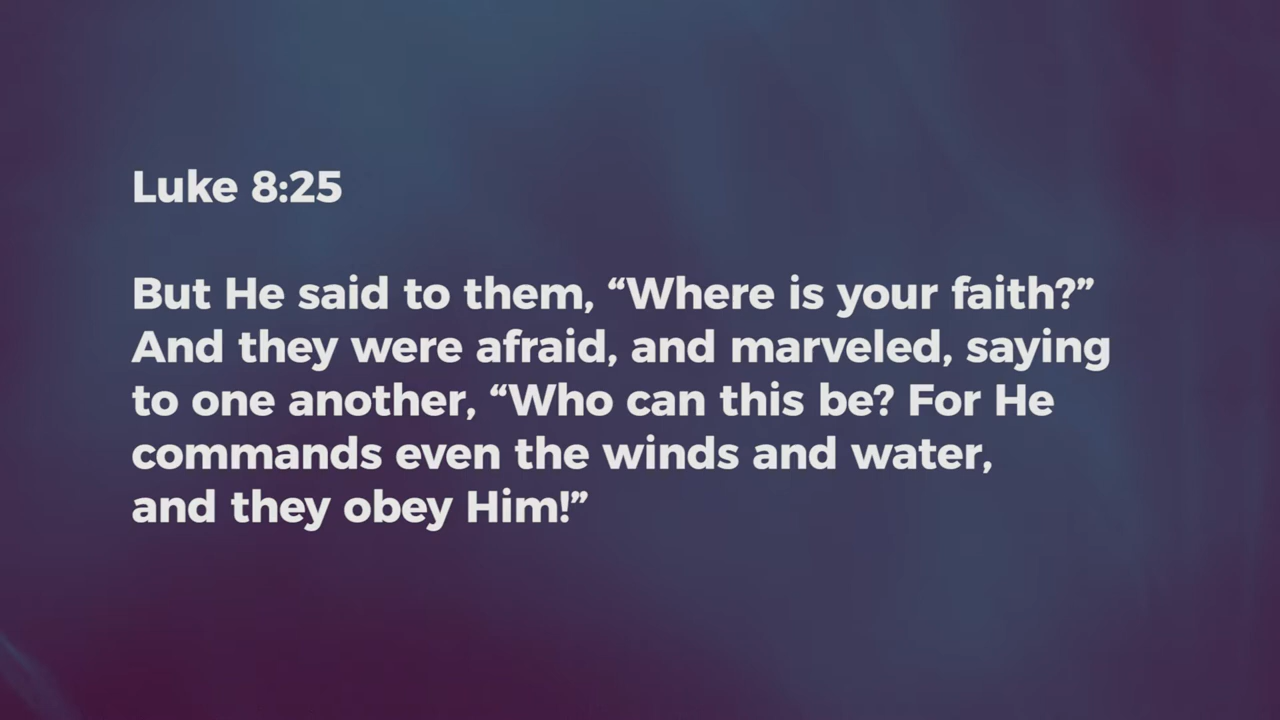 Luke 8:25
But He said to them, “Where is your faith?”
And they were afraid, and marveled, saying
to one another, “Who can this be? For He
commands even the winds and water,
and they obey Him!”